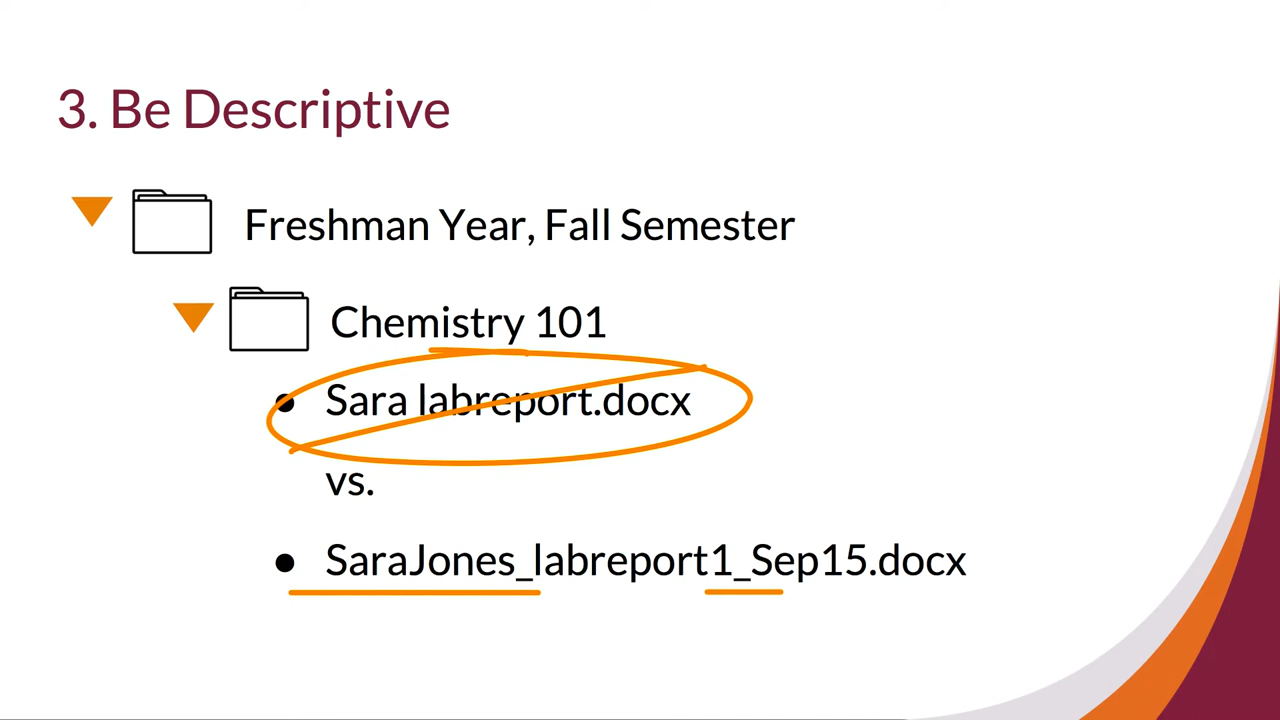 3. Be Descriptive
Freshman Year, Fall Semester
Chemistry 101
● Sara labreport.docx
vs.
● SaraJones_labreport1_Sep15.docx